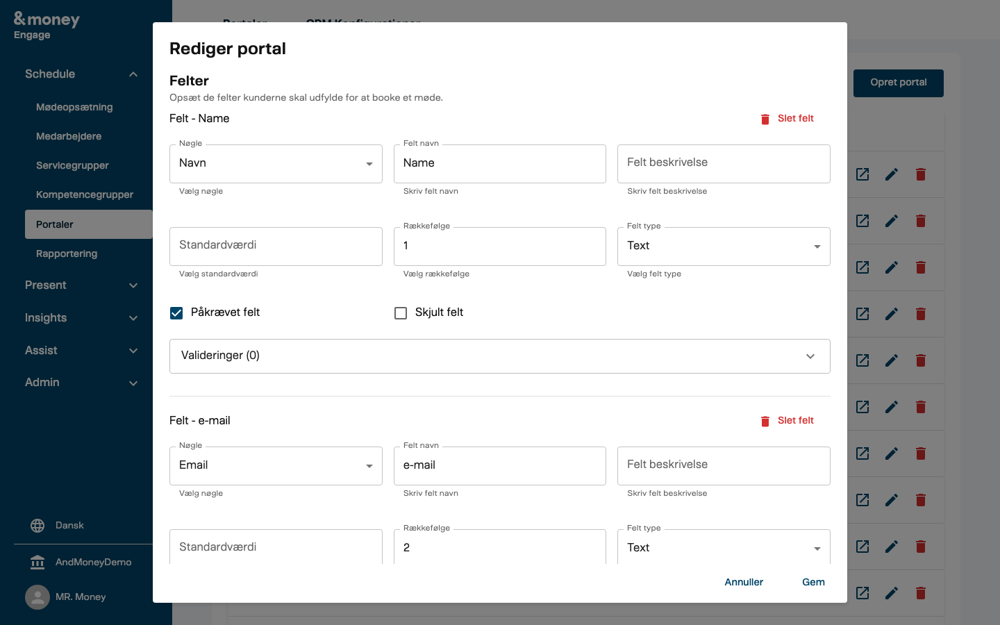 &money
Engage
Schedule
Mødeopsætning
Medarbejdere
Servicegrupper
Kompetencegrupper
Portaler
Rapportering
Present
Insights
Assist
Admin
Dansk
AndMoneyDemo
MR. Money
Portaler
CRM Konfigurationer
Opret portal
Rediger portal
Felter
Opsæt de felter kunderne skal udfylde for at booke et møde.
Felt - Name
Slet felt
Nøgle
Navn
Vælg nøgle
Felt navn
Name
Skriv felt navn
Felt beskrivelse
Skriv felt beskrivelse
Standardværdi
Vælg standardværdi
Rækkefølge
1
Vælg rækkefølge
Felt type
Text
Vælg felt type
Påkrævet felt
Skjult felt
Valideringer (0)
Felt - e-mail
Slet felt
Nøgle
Email
Vælg nøgle
Felt navn
e-mail
Skriv felt navn
Felt beskrivelse
Skriv felt beskrivelse
Standardværdi
Rækkefølge
2
Felt type
Text
Annuller
Gem